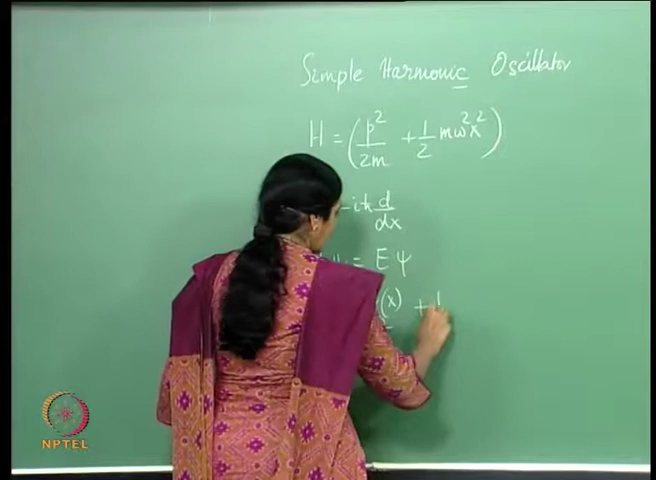 Simple Harmonic Oscillator
H = (p²/2m + 1/2 mω²x²)
-iħ d/dx
= Eψ
(x) + 1
NPTEL